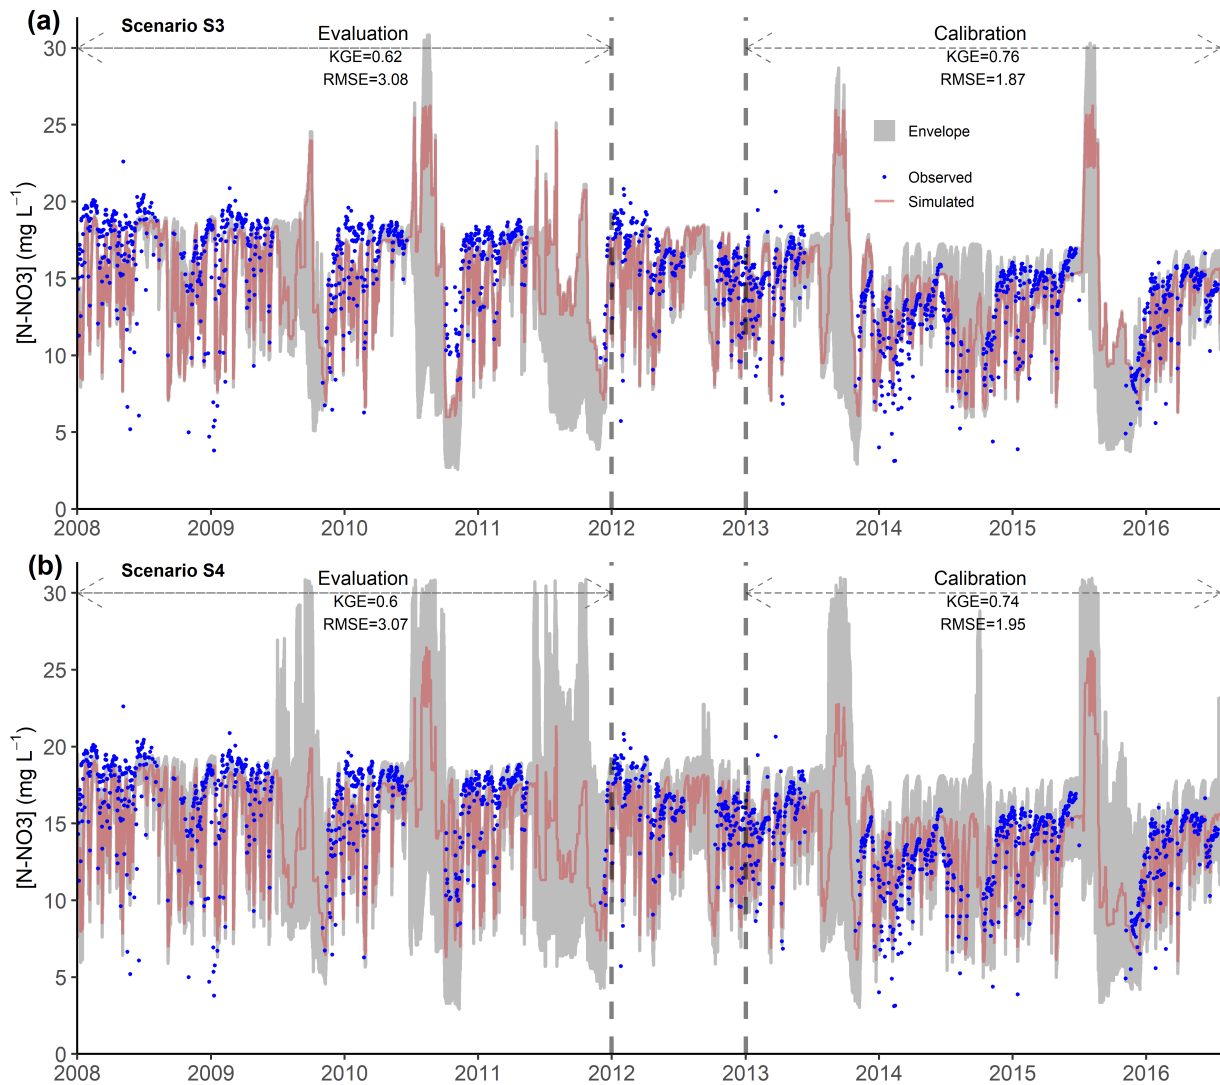 (a)
Scenario S3
Evaluation
KGE=0.62
RMSE=3.08
Calibration
KGE=0.76
RMSE=1.87
Envelope
Observed
Simulated
[N-NO3] (mg L⁻¹)
30
25
20
15
10
5
0
2008 2009 2010 2011 2012 2013 2014 2015 2016
(b)
Scenario S4
Evaluation
KGE=0.6
RMSE=3.07
Calibration
KGE=0.74
RMSE=1.95
[N-NO3] (mg L⁻¹)
30
25
20
15
10
5
0
2008 2009 2010 2011 2012 2013 2014 2015 2016